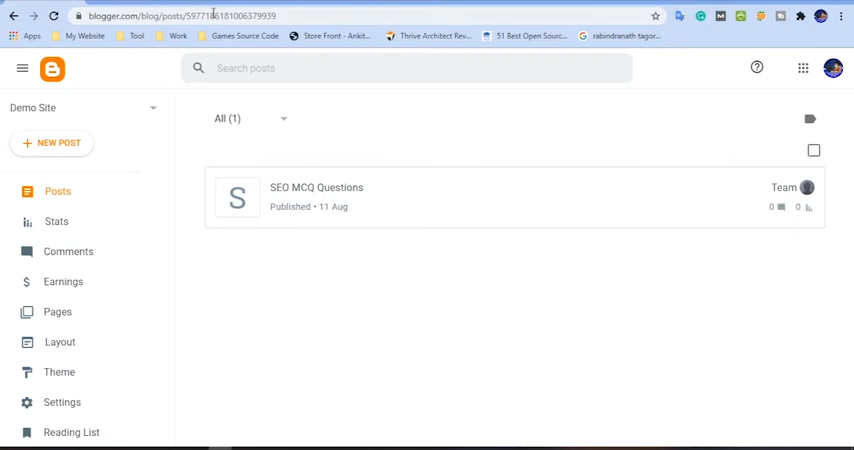 blogger.com/blog/posts/5977186181006379939
Apps My Website Tool Work Games Source Code Store Front - Ankit... Thrive Architect Rev... 51 Best Open Sourc... rabindranath tagor...
Search posts
Demo Site
All (1)
+ NEW POST
S SEO MCQ Questions Team
Published • 11 Aug 0 0
Posts
Stats
Comments
$ Earnings
Pages
Layout
Theme
Settings
Reading List